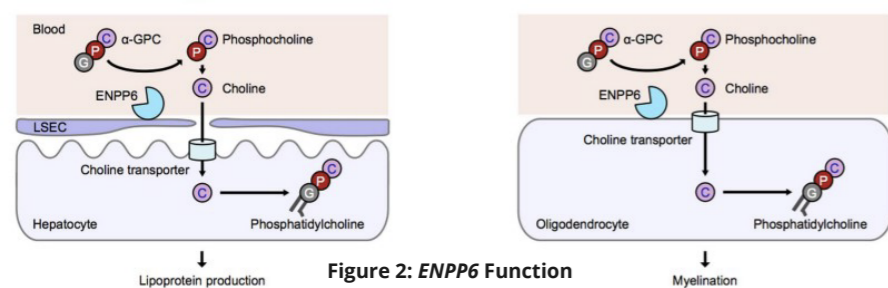 Blood
C
α-GPC
P
G
C
Phosphocholine
P
C
Choline
ENPP6
LSEC
Choline transporter
C
C
P
G
Hepatocyte
Phosphatidylcholine
Lipoprotein production
C
α-GPC
P
G
C
Phosphocholine
P
C
Choline
ENPP6
Choline transporter
C
C
P
G
Oligodendrocyte
Phosphatidylcholine
Myelination
Figure 2: ENPP6 Function